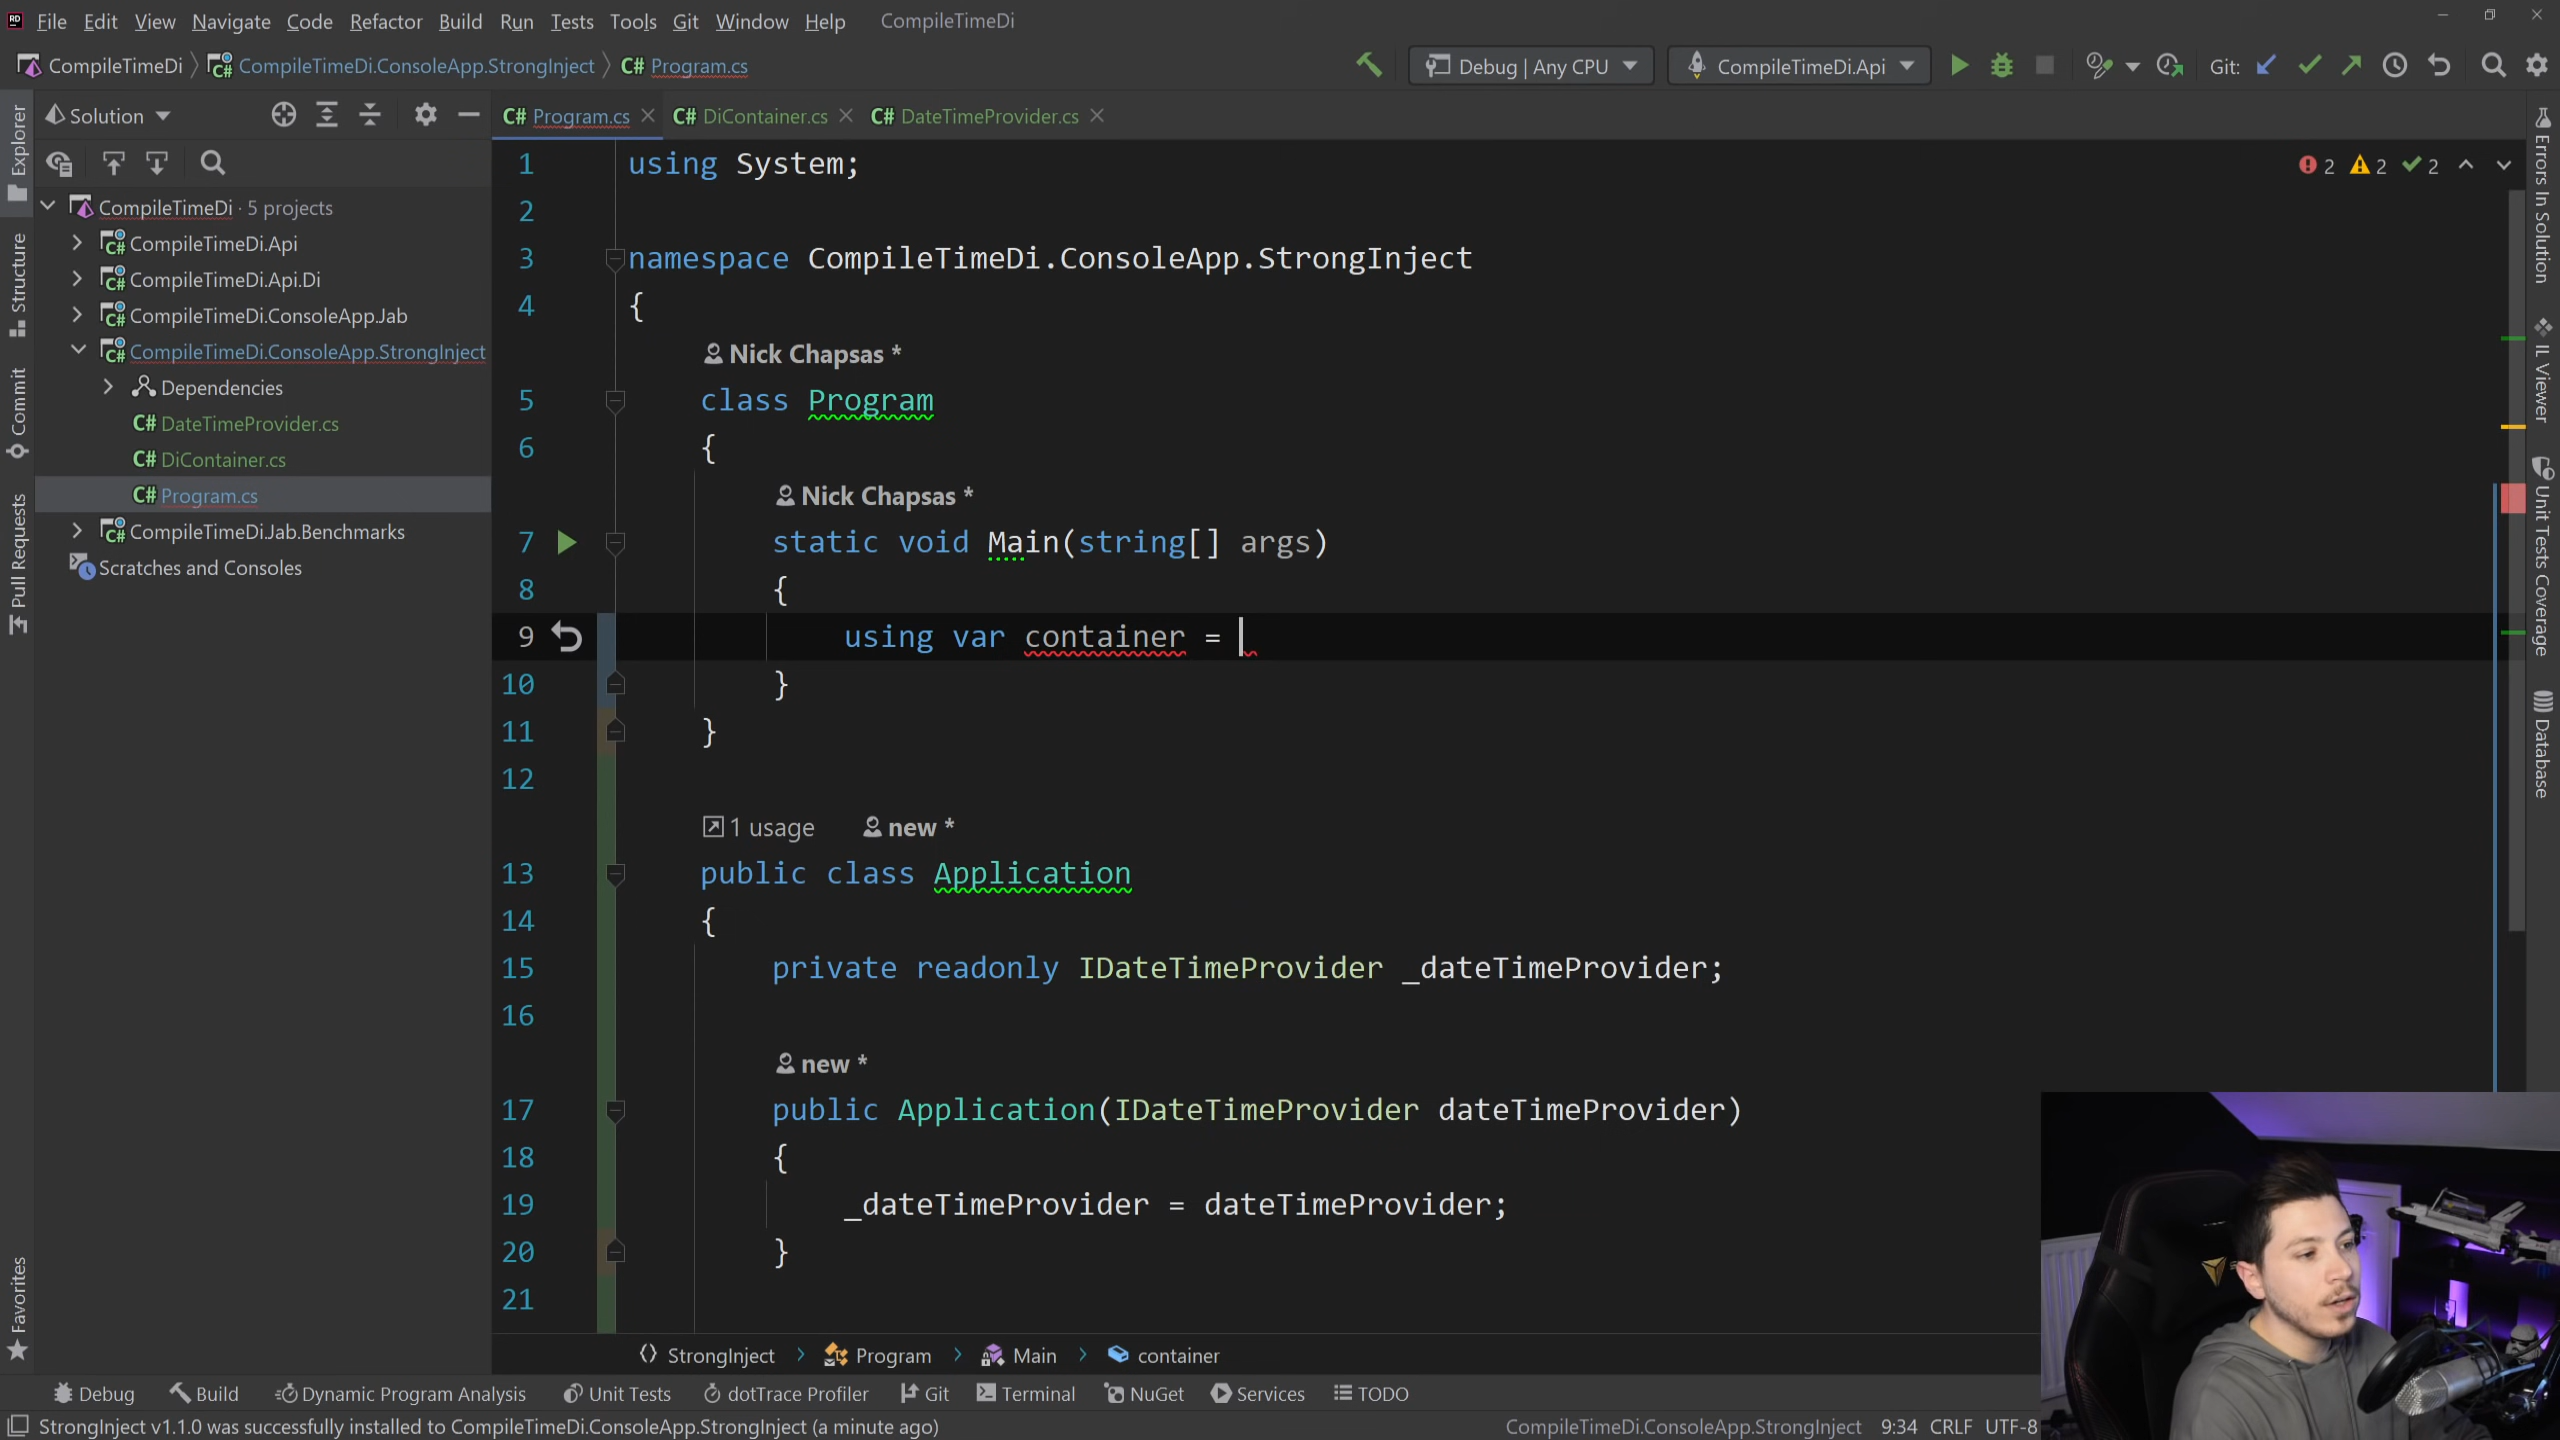 File Edit View Navigate Code Refactor Build Run Tests Tools Git Window Help CompileTimeDi
CompileTimeDi CompileTimeDi.ConsoleApp.StrongInject C# Program.cs Debug | Any CPU CompileTimeDi.Api Git:
Solution
C# Program.cs C# DiContainer.cs C# DateTimeProvider.cs
CompileTimeDi · 5 projects
CompileTimeDi.Api
CompileTimeDi.Api.Di
CompileTimeDi.ConsoleApp.Jab
CompileTimeDi.ConsoleApp.StrongInject
Dependencies
C# DateTimeProvider.cs
C# DiContainer.cs
C# Program.cs
CompileTimeDi.Jab.Benchmarks
Scratches and Consoles
Explorer
Structure
Commit
Pull Requests
Favorites
2 2 2
1 using System;
2
3 namespace CompileTimeDi.ConsoleApp.StrongInject
4 {
Nick Chapsas *
5 class Program
6 {
Nick Chapsas *
7 static void Main(string[] args)
8 {
9 using var container =
10 }
11 }
12
1 usage new *
13 public class Application
14 {
15 private readonly IDateTimeProvider _dateTimeProvider;
16
new *
17 public Application(IDateTimeProvider dateTimeProvider)
18 {
19 _dateTimeProvider = dateTimeProvider;
20 }
21
Errors In Solution
IL Viewer
Unit Tests Coverage
Database
StrongInject Program Main container
Debug Build Dynamic Program Analysis Unit Tests dotTrace Profiler Git Terminal NuGet Services TODO
StrongInject v1.1.0 was successfully installed to CompileTimeDi.ConsoleApp.StrongInject (a minute ago) CompileTimeDi.ConsoleApp.StrongInject 9:34 CRLF UTF-8